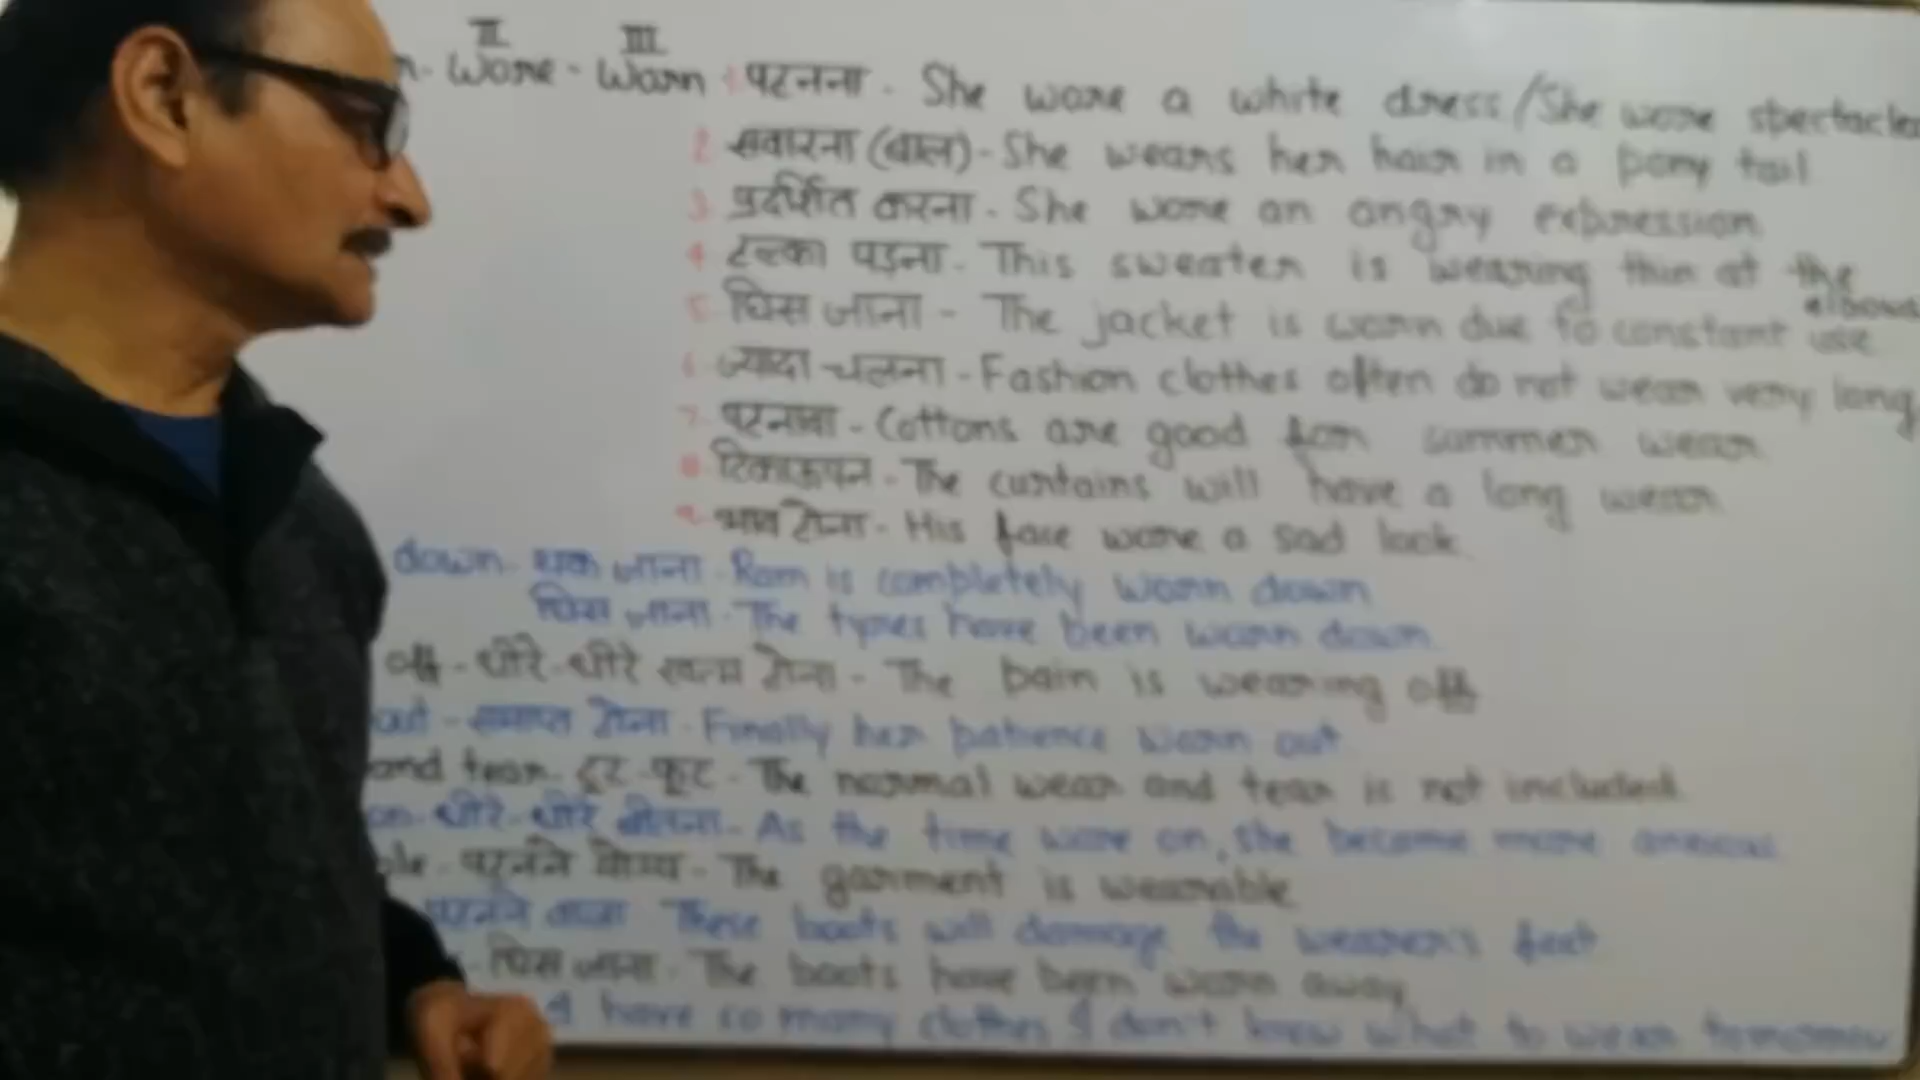 II III
Wore - Worn 1. पहनना - She wore a white dress/She wore spectacles
2. सवारना (बाल) - She wears her hair in a pony tail
3. प्रदर्षित करना - She wore an angry expression
4. हल्का पड़ना - This sweater is wearing thin at the elbows
5. घिस जाना - The jacket is worn due to constant use
6. ज्यादा चलना - Fashion clothes often do not wear very long
7. पहनावा - Cottons are good for summer wear
8. टिकाऊपन - The curtains will have a long wear
9. भाव होना - His face wore a sad look
down - थक जाना - Ram is completely worn down
घिस जाना - The tyres have been worn down
off - धीरे-धीरे खत्म होना - The pain is wearing off
out - समाप्त होना - Finally her patience worn out
and tear - टूट-फूट - The normal wear and tear is not included
on - धीरे-धीरे बीतना - As the time wore on, she became more anxious
ble - पहनने योग्य - The garment is wearable
पहनने वाला These boots will damage the wearer's feet
घिस जाना - The boots have been worn away
I have so many clothes I don't know what to wear tomorrow